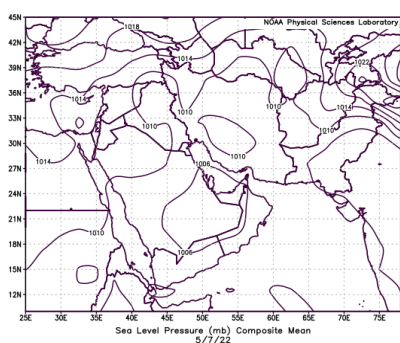 NOAA Physical Sciences Laboratory
45N
42N
39N
36N
33N
30N
27N
24N
21N
18N
15N
12N
1018
1014
1022
1014
1010
1010
1014
1010
1010
1010
1014
1006
1010
1006
25E 30E 35E 40E 45E 50E 55E 60E 65E 70E 75E
Sea Level Pressure (mb) Composite Mean
5/7/22